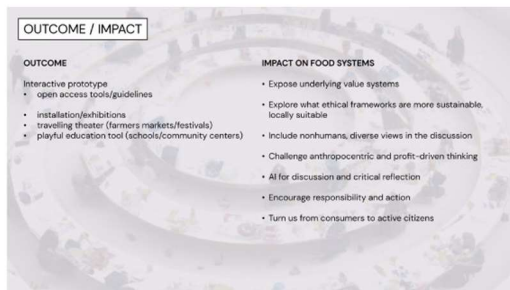 OUTCOME / IMPACT
OUTCOME
Interactive prototype
• open access tools/guidelines
• installation/exhibitions
• travelling theater (farmers markets/festivals)
• playful education tool (schools/community centers)
IMPACT ON FOOD SYSTEMS
• Expose underlying value systems
• Explore what ethical frameworks are more sustainable,
locally suitable
• Include nonhumans, diverse views in the discussion
• Challenge anthropocentric and profit-driven thinking
• AI for discussion and critical reflection
• Encourage responsibility and action
• Turn us from consumers to active citizens